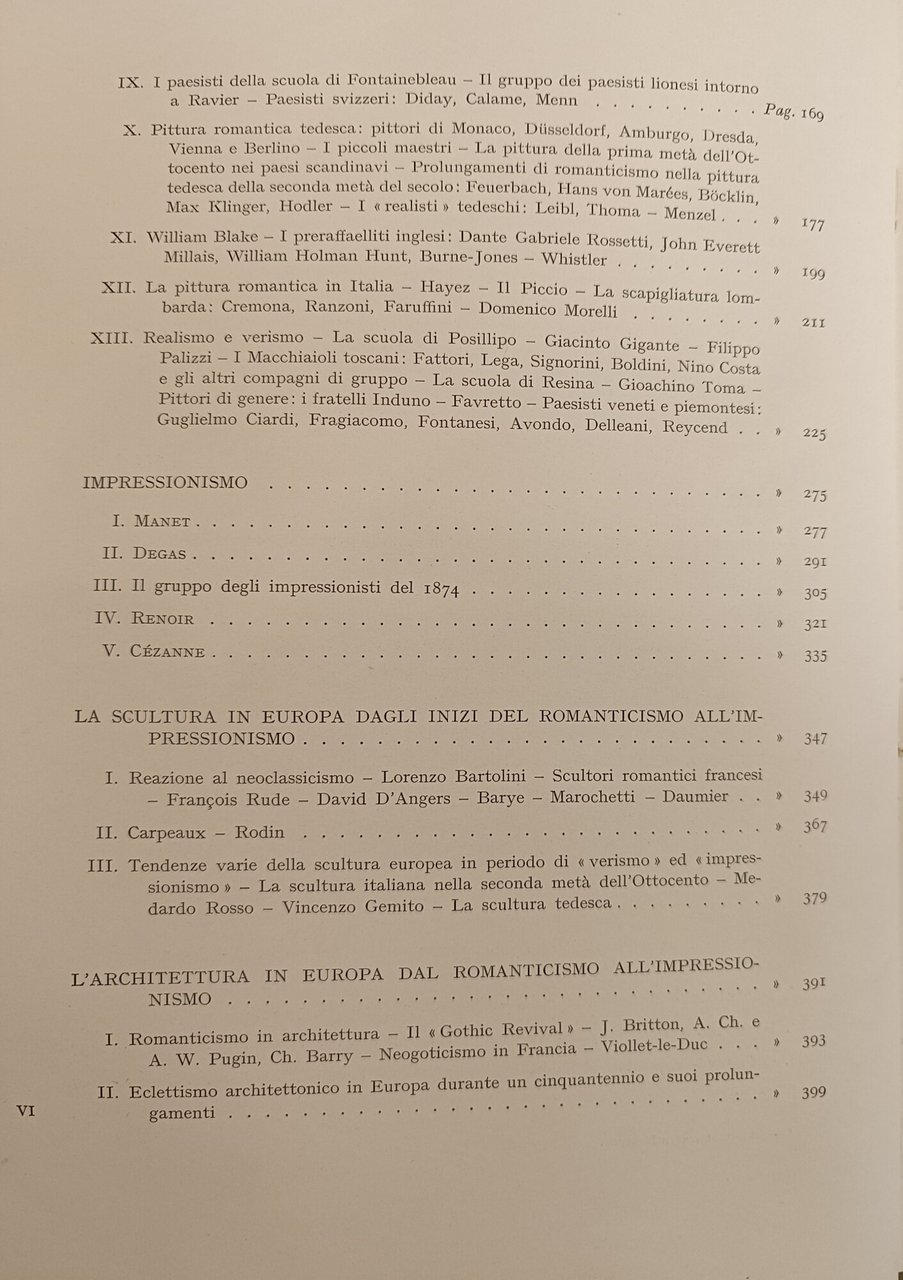 IX. I paesisti della scuola di Fontainebleau – Il gruppo dei paesisti lionesi intorno
a Ravier – Paesisti svizzeri: Diday, Calame, Menn . . . . . . . . . . Pag. 169
X. Pittura romantica tedesca: pittori di Monaco, Düsseldorf, Amburgo, Dresda,
Vienna e Berlino – I piccoli maestri – La pittura della prima metà dell'Ot-
tocento nei paesi scandinavi – Prolungamenti di romanticismo nella pittura
tedesca della seconda metà del secolo: Feuerbach, Hans von Marées, Böcklin,
Max Klinger, Hodler – I « realisti » tedeschi: Leibl, Thoma – Menzel . . . » 177
XI. William Blake – I preraffaelliti inglesi: Dante Gabriele Rossetti, John Everett
Millais, William Holman Hunt, Burne-Jones – Whistler . . . . . . . . . » 199
XII. La pittura romantica in Italia – Hayez – Il Piccio – La scapigliatura lom-
barda: Cremona, Ranzoni, Faruffini – Domenico Morelli . . . . . . . . » 211
XIII. Realismo e verismo – La scuola di Posillipo – Giacinto Gigante – Filippo
Palizzi – I Macchiaioli toscani: Fattori, Lega, Signorini, Boldini, Nino Costa
e gli altri compagni di gruppo – La scuola di Resina – Gioachino Toma –
Pittori di genere: i fratelli Induno – Favretto – Paesisti veneti e piemontesi:
Guglielmo Ciardi, Fragiacomo, Fontanesi, Avondo, Delleani, Reycend . . » 225
IMPRESSIONISMO . . . . . . . . . . . . . . . . . . . . . . . . . . . » 275
I. MANET . . . . . . . . . . . . . . . . . . . . . . . . . . . . . . . » 277
II. DEGAS . . . . . . . . . . . . . . . . . . . . . . . . . . . . . . . » 291
III. Il gruppo degli impressionisti del 1874 . . . . . . . . . . . . . . . . » 305
IV. RENOIR . . . . . . . . . . . . . . . . . . . . . . . . . . . . . . » 321
V. CÉZANNE . . . . . . . . . . . . . . . . . . . . . . . . . . . . . . » 335
LA SCULTURA IN EUROPA DAGLI INIZI DEL ROMANTICISMO ALL'IM-
PRESSIONISMO . . . . . . . . . . . . . . . . . . . . . . . . . » 347
I. Reazione al neoclassicismo – Lorenzo Bartolini – Scultori romantici francesi
– François Rude – David D'Angers – Barye – Marochetti – Daumier . . » 349
II. Carpeaux – Rodin . . . . . . . . . . . . . . . . . . . . . . . . . » 367
III. Tendenze varie della scultura europea in periodo di « verismo » ed « impres-
sionismo » – La scultura italiana nella seconda metà dell'Ottocento – Me-
dardo Rosso – Vincenzo Gemito – La scultura tedesca . . . . . . . . . » 379
L'ARCHITETTURA IN EUROPA DAL ROMANTICISMO ALL'IMPRESSIO-
NISMO . . . . . . . . . . . . . . . . . . . . . . . . . . . . . » 391
I. Romanticismo in architettura – Il « Gothic Revival » – J. Britton, A. Ch. e
A. W. Pugin, Ch. Barry – Neogoticismo in Francia – Viollet-le-Duc . . . » 393
II. Eclettismo architettonico in Europa durante un cinquantennio e suoi prolun-
gamenti . . . . . . . . . . . . . . . . . . . . . . . . . . . . . » 399
VI